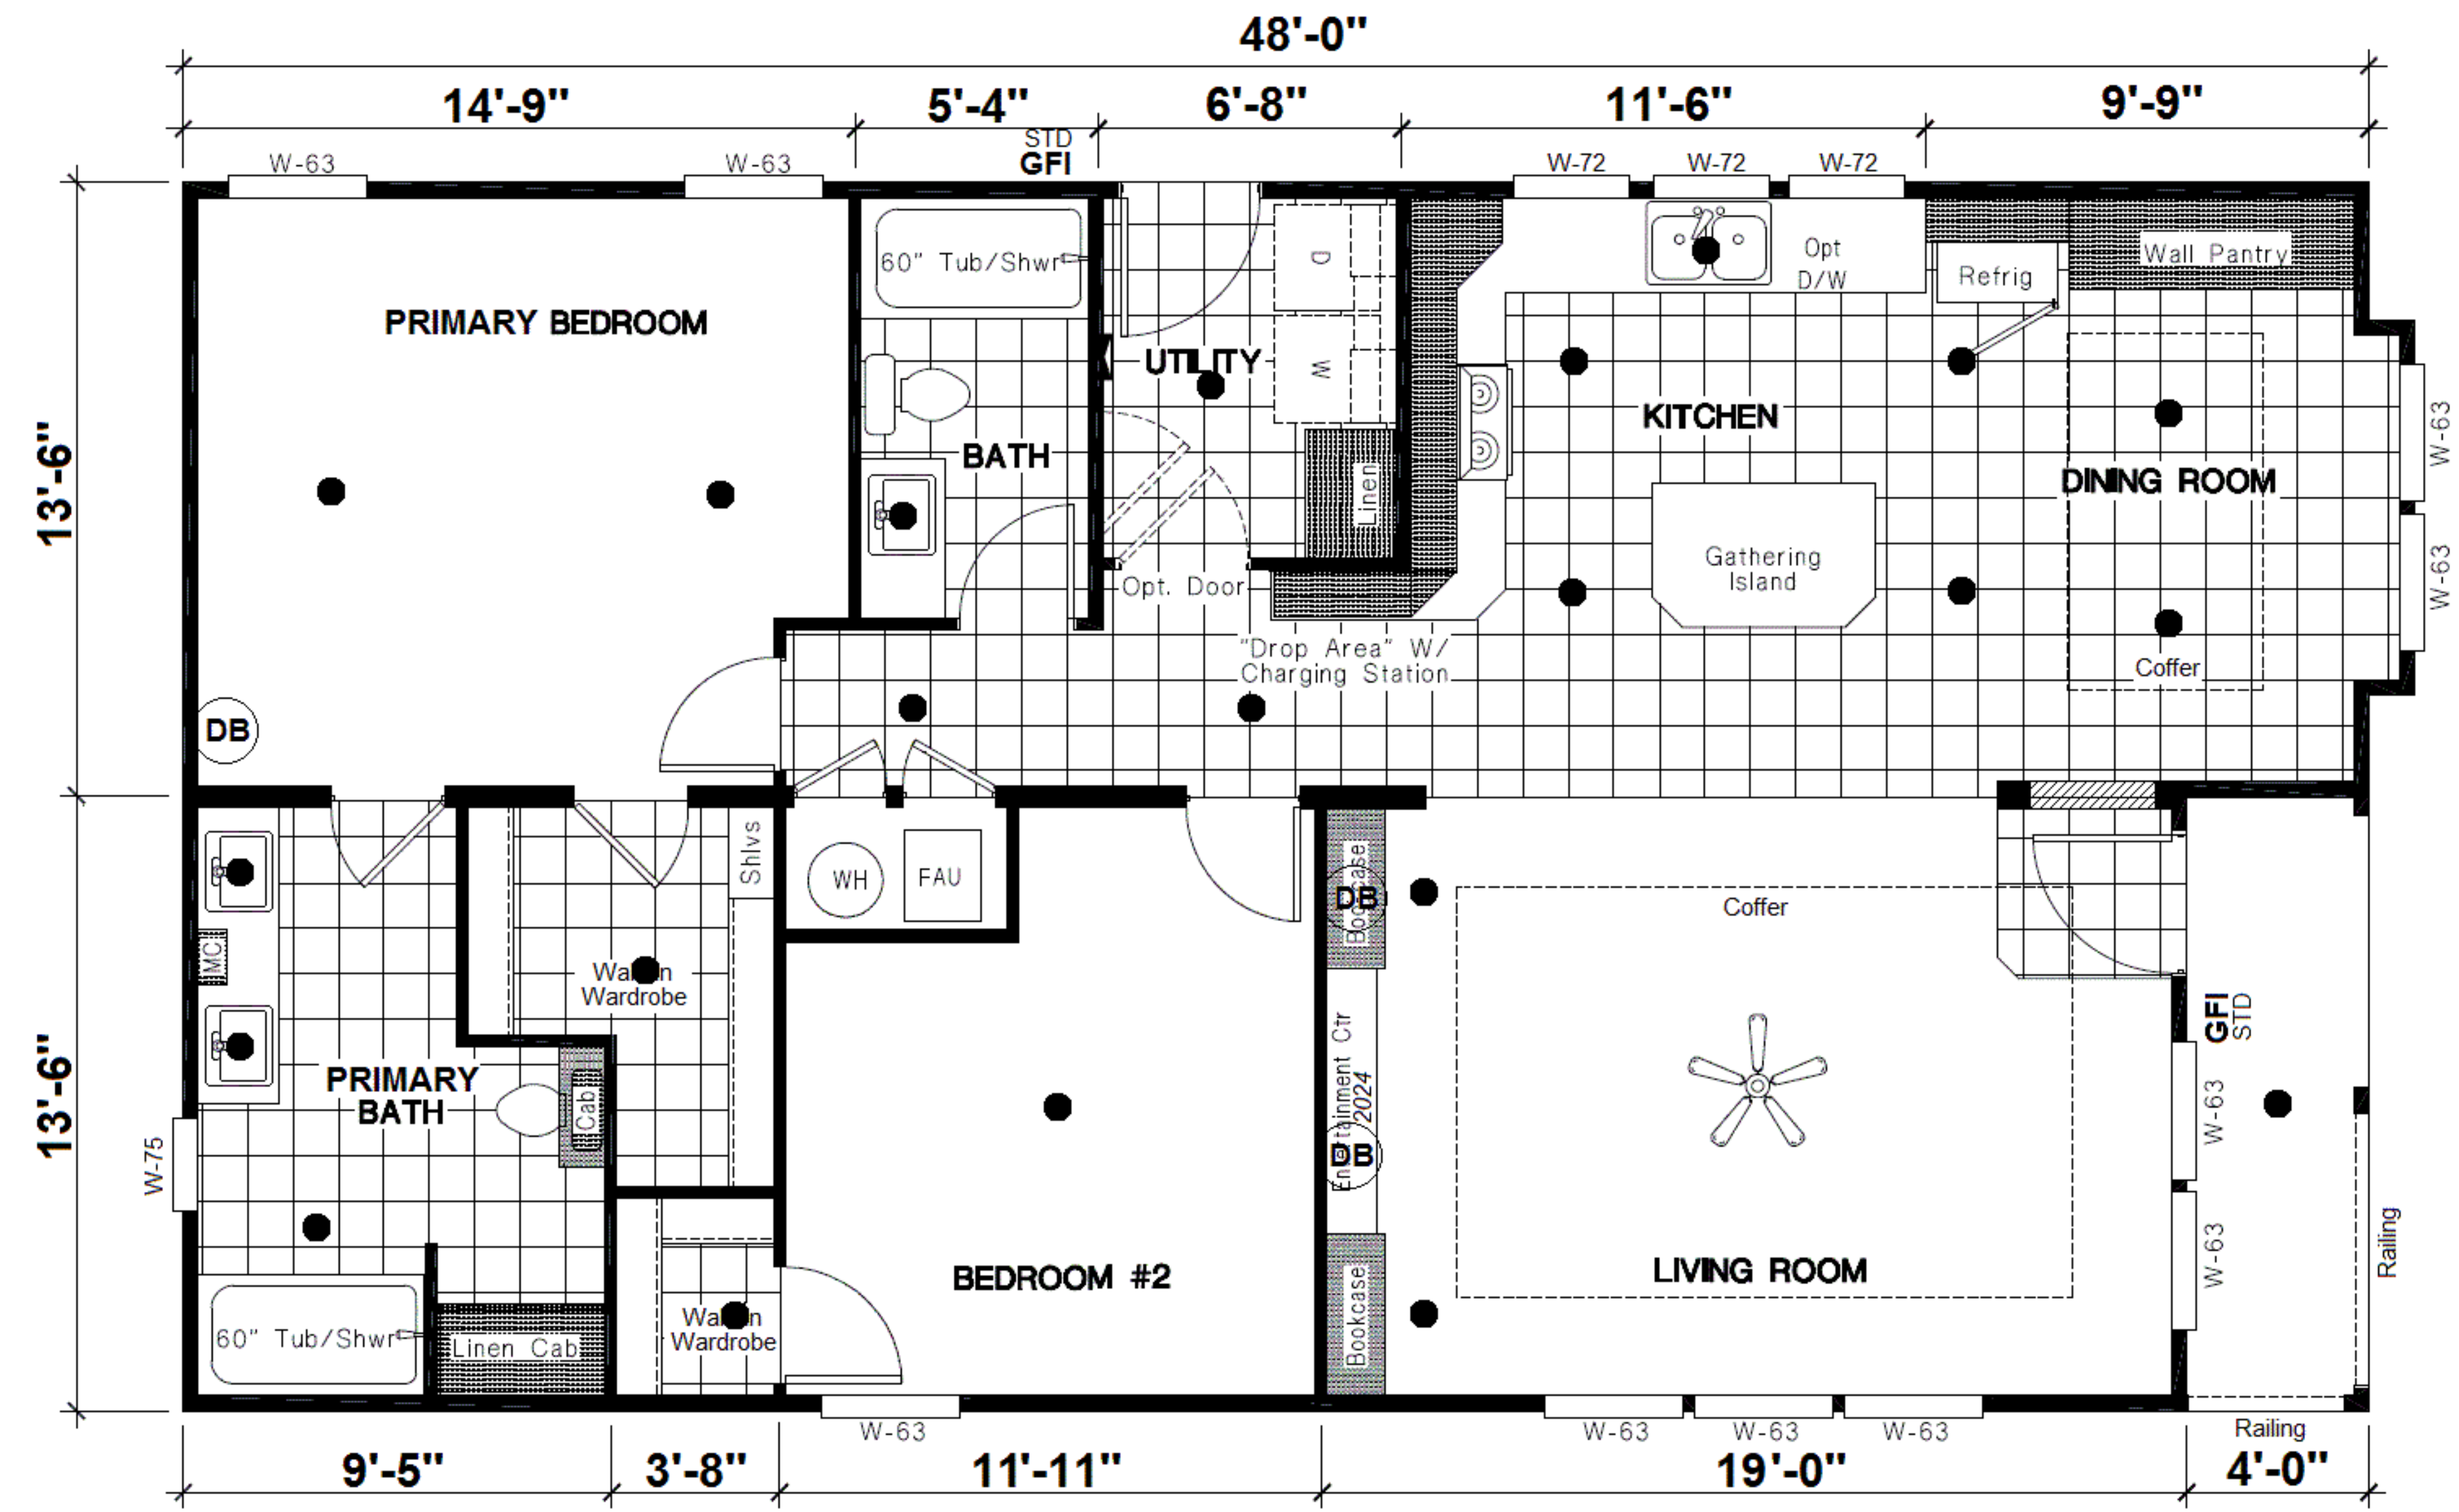 48'-0"
14'-9"
5'-4"
6'-8"
11'-6"
9'-9"
STD
GFI
W-63
W-63
W-72
W-72
W-72
60" Tub/Shwr
D
Opt
D/W
Refrig
Wall Pantry
PRIMARY BEDROOM
UTILITY
W
KITCHEN
W-63
BATH
Linen
DINING ROOM
13'-6"
Gathering
Island
W-63
Opt. Door
"Drop Area" W/
Charging Station
Coffer
DB
Shlvs
WH
FAU
Bookcase
DB
Coffer
MC
Walk-in
Wardrobe
GFI
STD
13'-6"
PRIMARY
BATH
Cab
Entertainment Ctr
2024
DB
W-63
W-75
W-63
Railing
BEDROOM #2
LIVING ROOM
60" Tub/Shwr
Linen Cab
Walk-in
Wardrobe
Bookcase
W-63
W-63
W-63
W-63
Railing
9'-5"
3'-8"
11'-11"
19'-0"
4'-0"